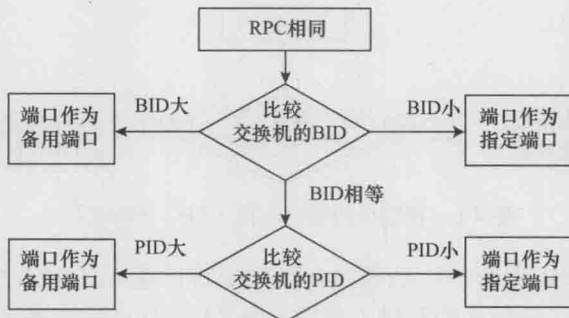 RPC相同
BID大
BID小
端口作为
备用端口
比较
交换机的BID
端口作为
指定端口
BID相等
PID大
PID小
端口作为
备用端口
比较
交换机的PID
端口作为
指定端口